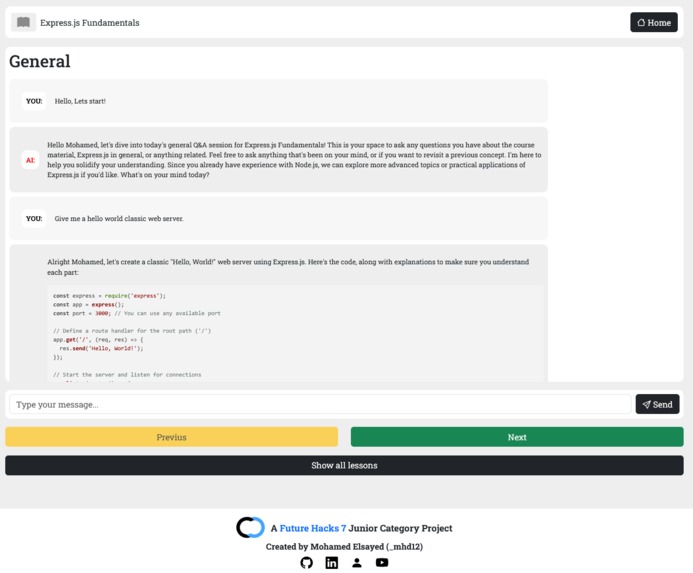 Express.js Fundamentals
Home
General
YOU: Hello, Lets start!
Hello Mohamed, let's dive into today's general Q&A session for Express.js Fundamentals! This is your space to ask any questions you have about the course
material, Express.js in general, or anything related. Feel free to ask anything that's been on your mind, or if you want to revisit a previous concept. I'm here to
AI:
help you solidify your understanding. Since you already have experience with Node.js, we can explore more advanced topics or practical applications of
Express.js if you'd like. What's on your mind today?
YOU: Give me a hello world classic web server.
Alright Mohamed, let's create a classic "Hello, World!" web server using Express.js. Here's the code, along with explanations to make sure you understand
each part:
const express = require('express');
const app = express();
const port = 3000; // You can use any available port
// Define a route handler for the root path ('/')
app.get('/', (req, res) => {
res.send('Hello, World!');
});
// Start the server and listen for connections
Type your message...
Send
Previus
Next
Show all lessons
A Future Hacks 7 Junior Category Project
Created by Mohamed Elsayed (_mhd12)